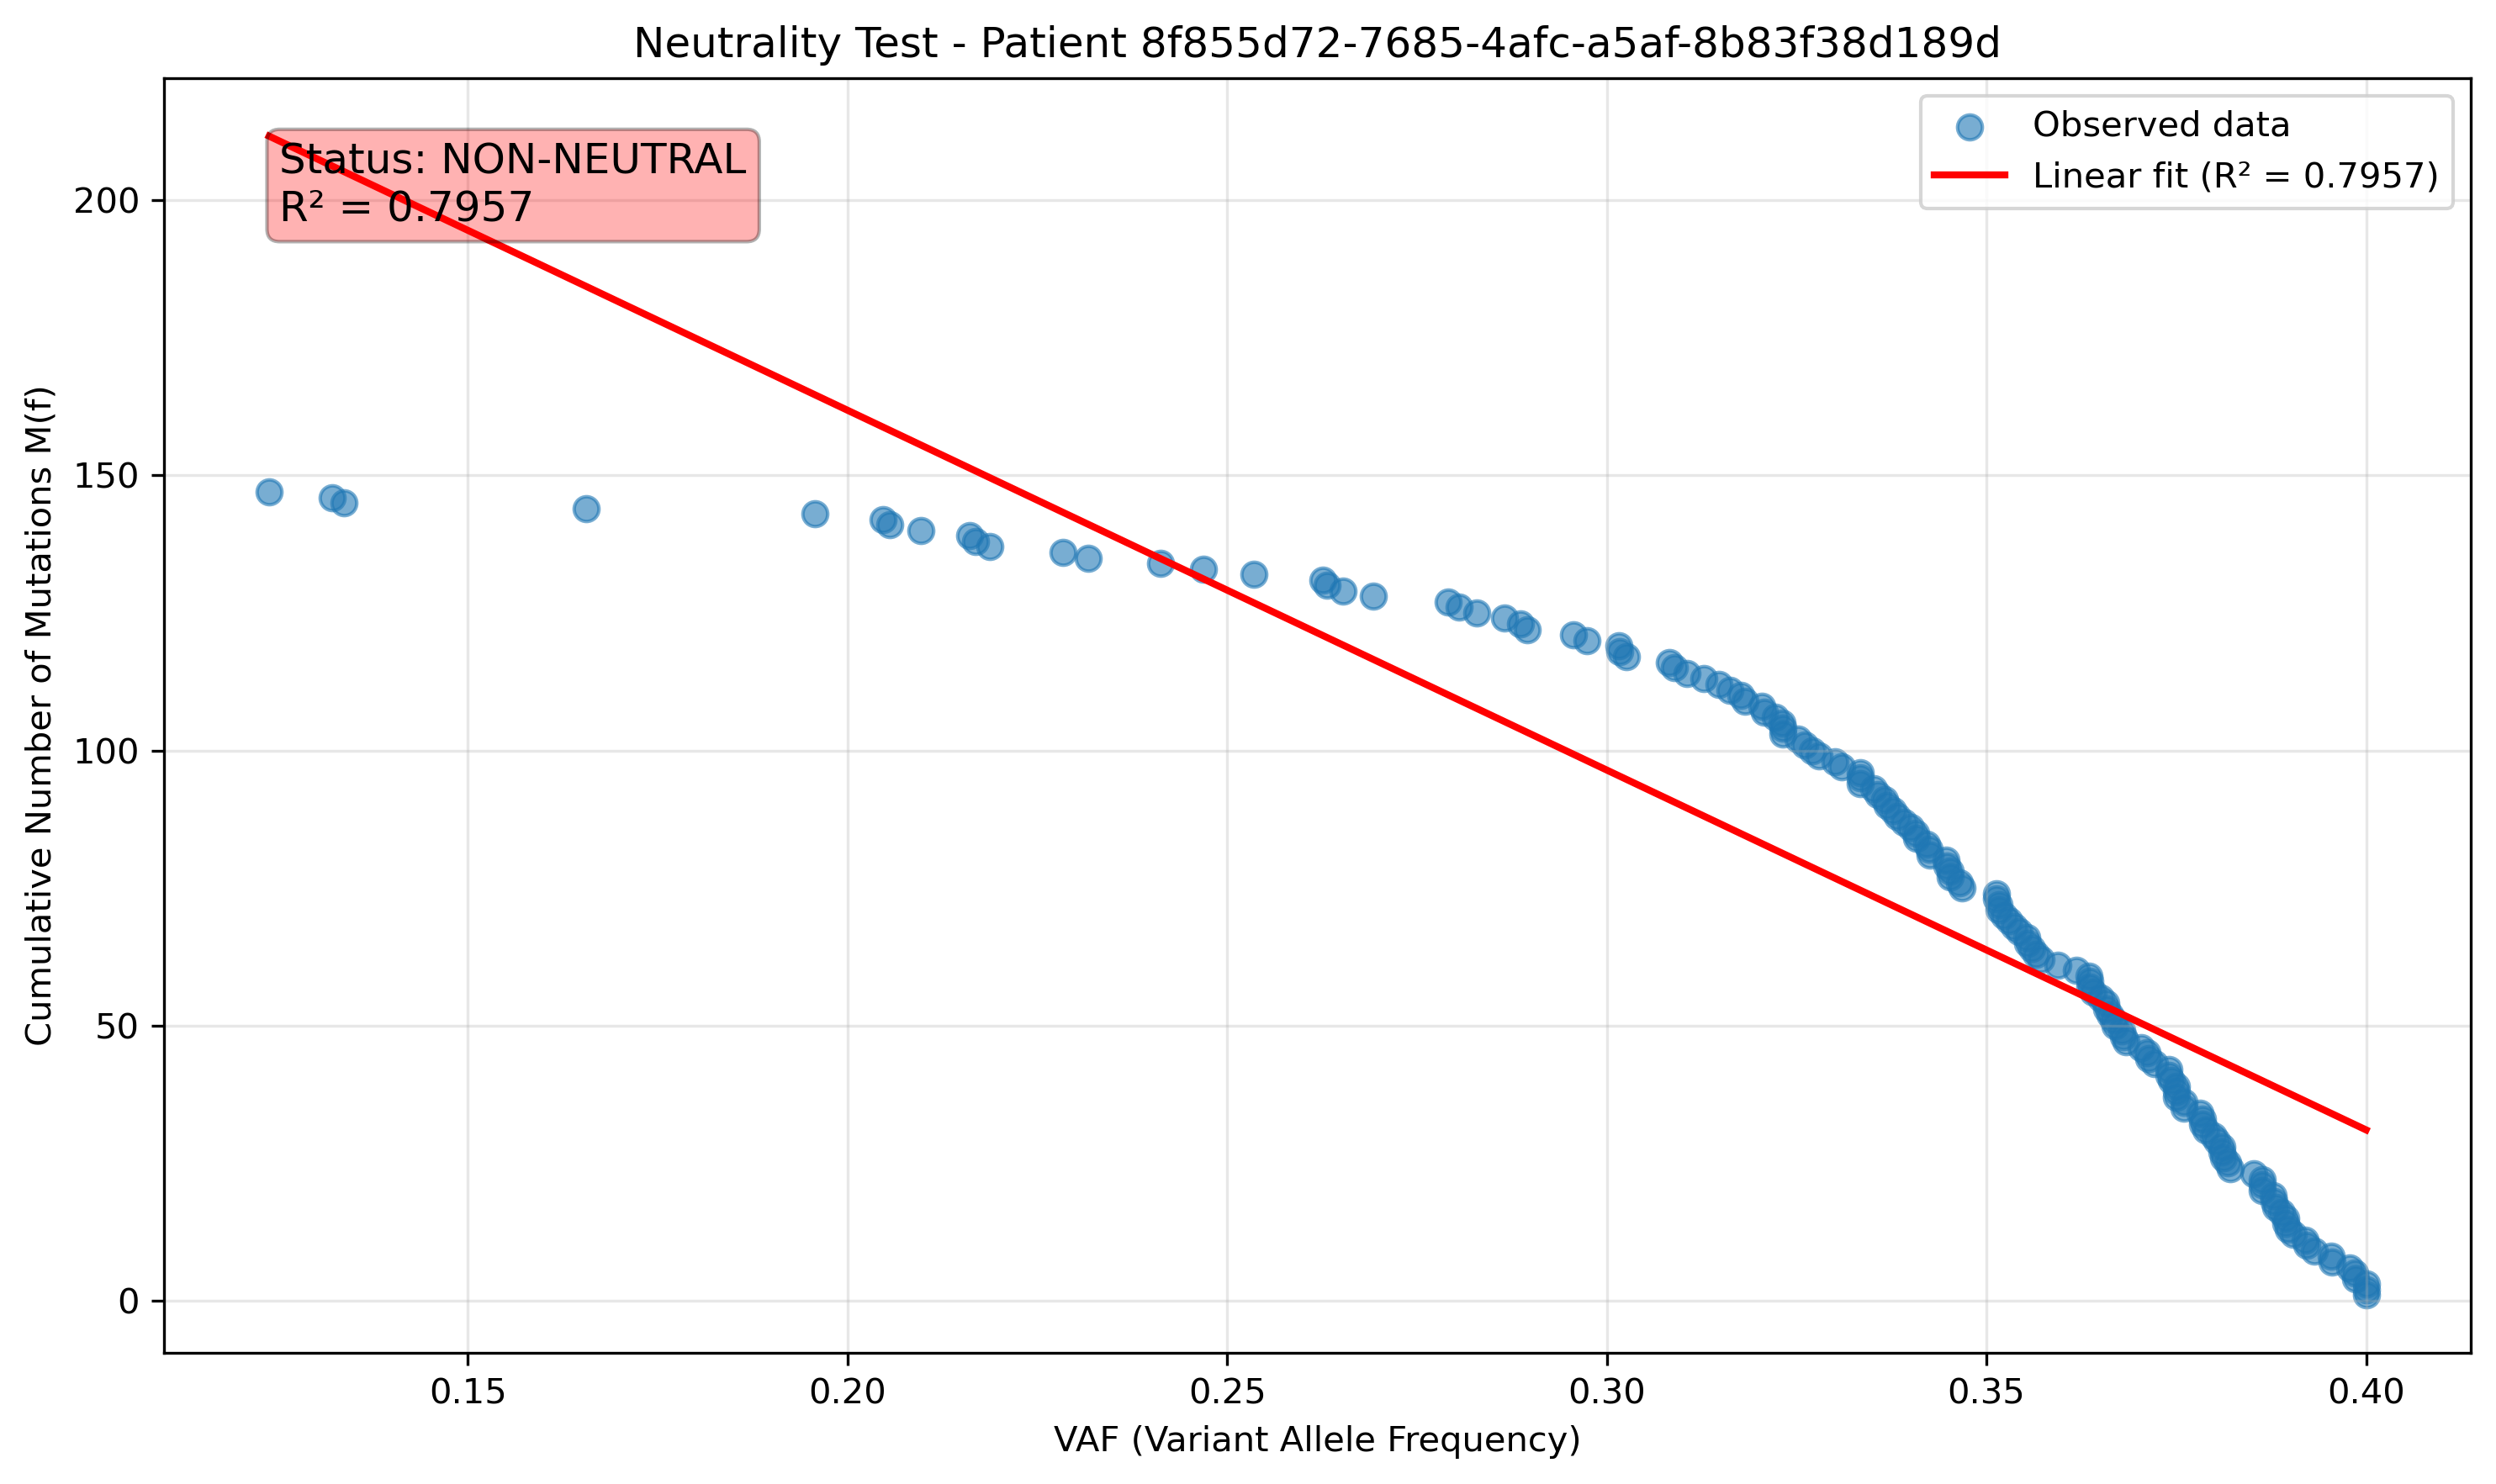 Neutrality Test - Patient 8f855d72-7685-4afc-a5af-8b83f38d189d
Status: NON-NEUTRAL
R² = 0.7957
Observed data
Linear fit (R² = 0.7957)
Cumulative Number of Mutations M(f)
200
150
100
50
0
0.15 0.20 0.25 0.30 0.35 0.40
VAF (Variant Allele Frequency)